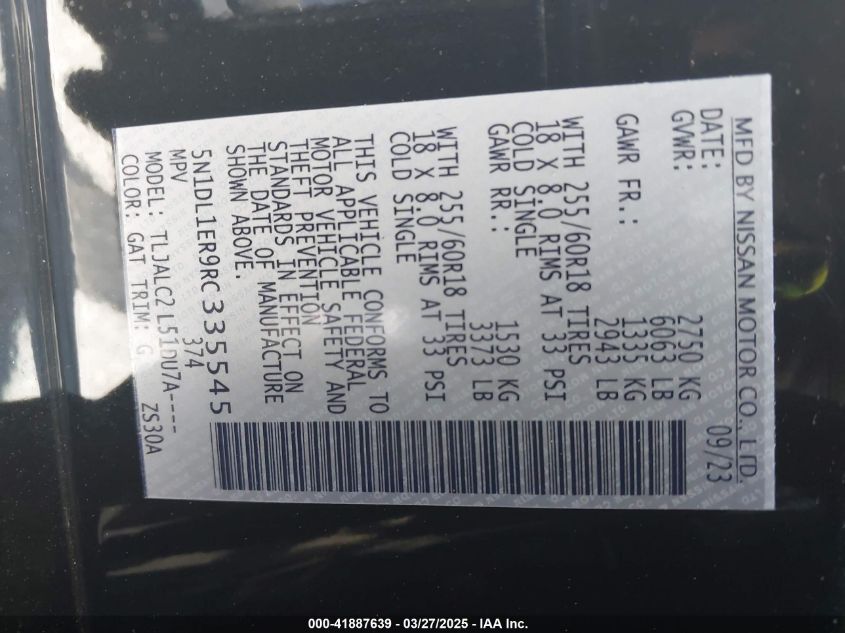 MFD BY NISSAN MOTOR CO., LTD.
DATE: 09/23
GVWR: 2750 KG
6063 LB
GAWR FR.: 1335 KG
2943 LB
WITH 255/60R18 TIRES
18 X 8.0 RIMS AT 33 PSI
COLD SINGLE
GAWR RR.: 1530 KG
3373 LB
WITH 255/60R18 TIRES
18 X 8.0 RIMS AT 33 PSI
COLD SINGLE
THIS VEHICLE CONFORMS TO
ALL APPLICABLE FEDERAL
MOTOR VEHICLE SAFETY AND
THEFT PREVENTION
STANDARDS IN EFFECT ON
THE DATE OF MANUFACTURE
SHOWN ABOVE.
5N1DL1ER9RC335545
MPV 374
MODEL: TLJALC2 L51DU7A----
COLOR: GAT TRIM: G ZS30A
000-41887639 - 03/27/2025 - IAA Inc.